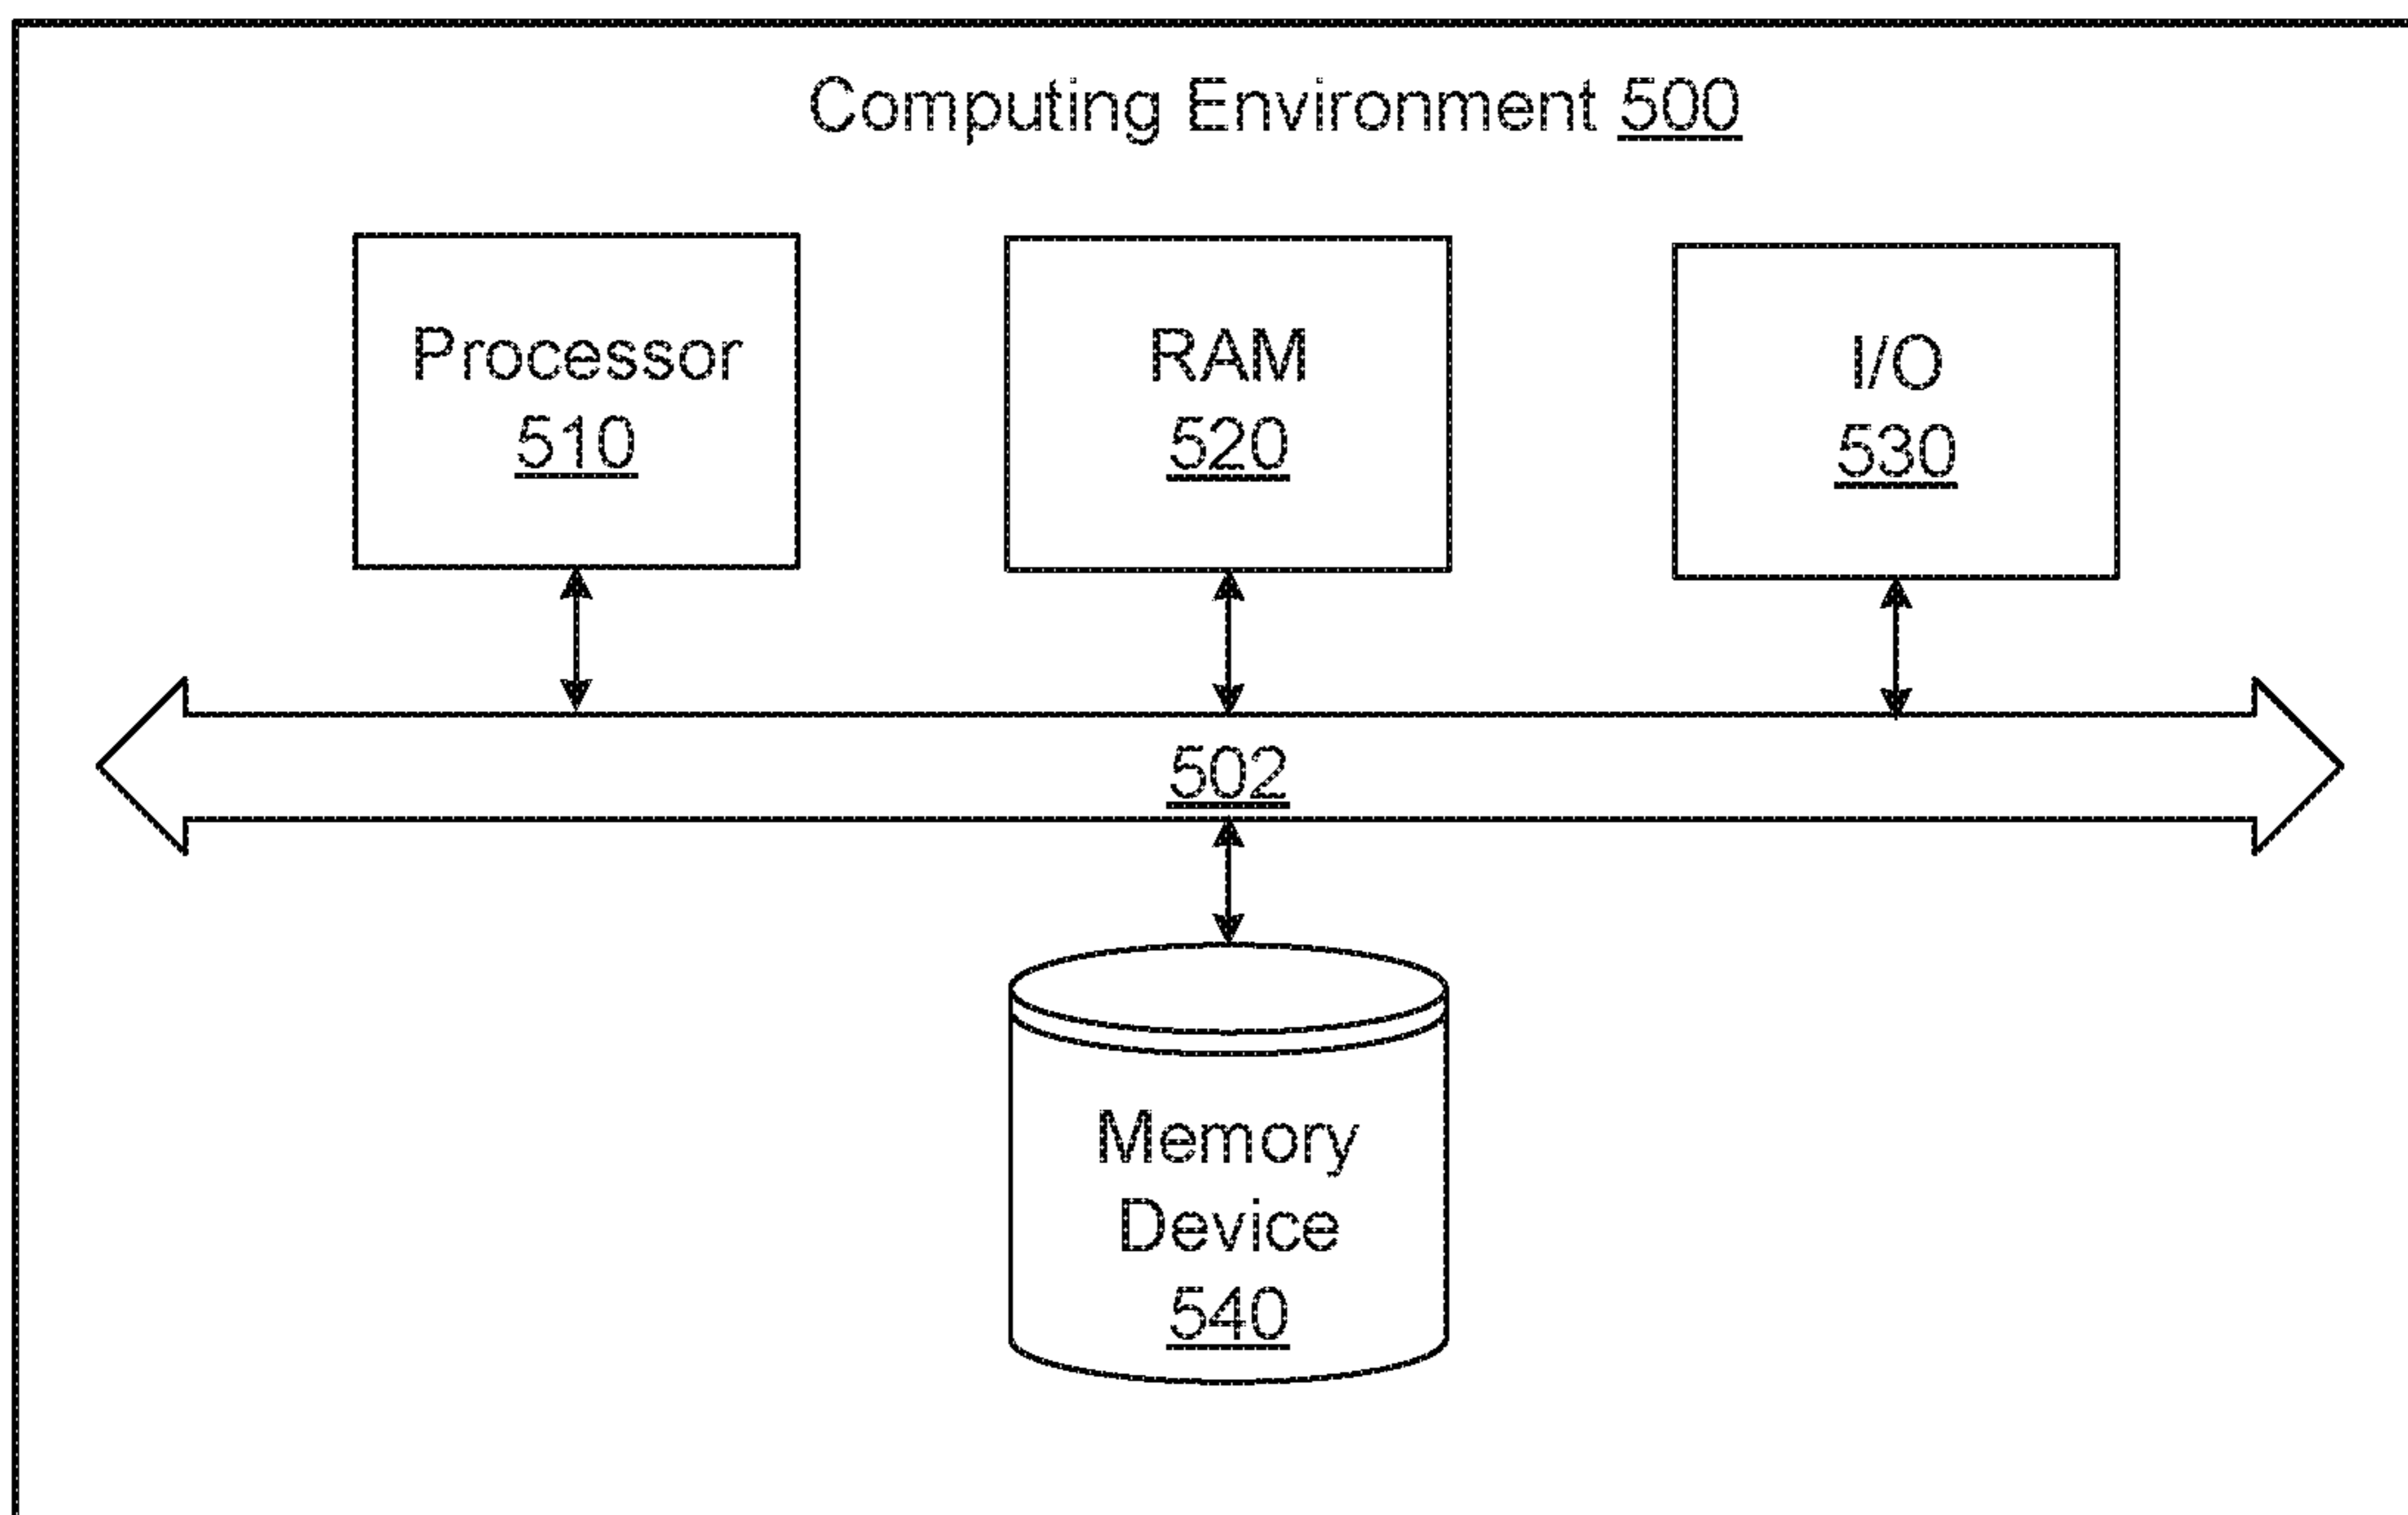 Computing Environment 500
Processor
510
RAM
520
I/O
530
502
Memory
Device
540